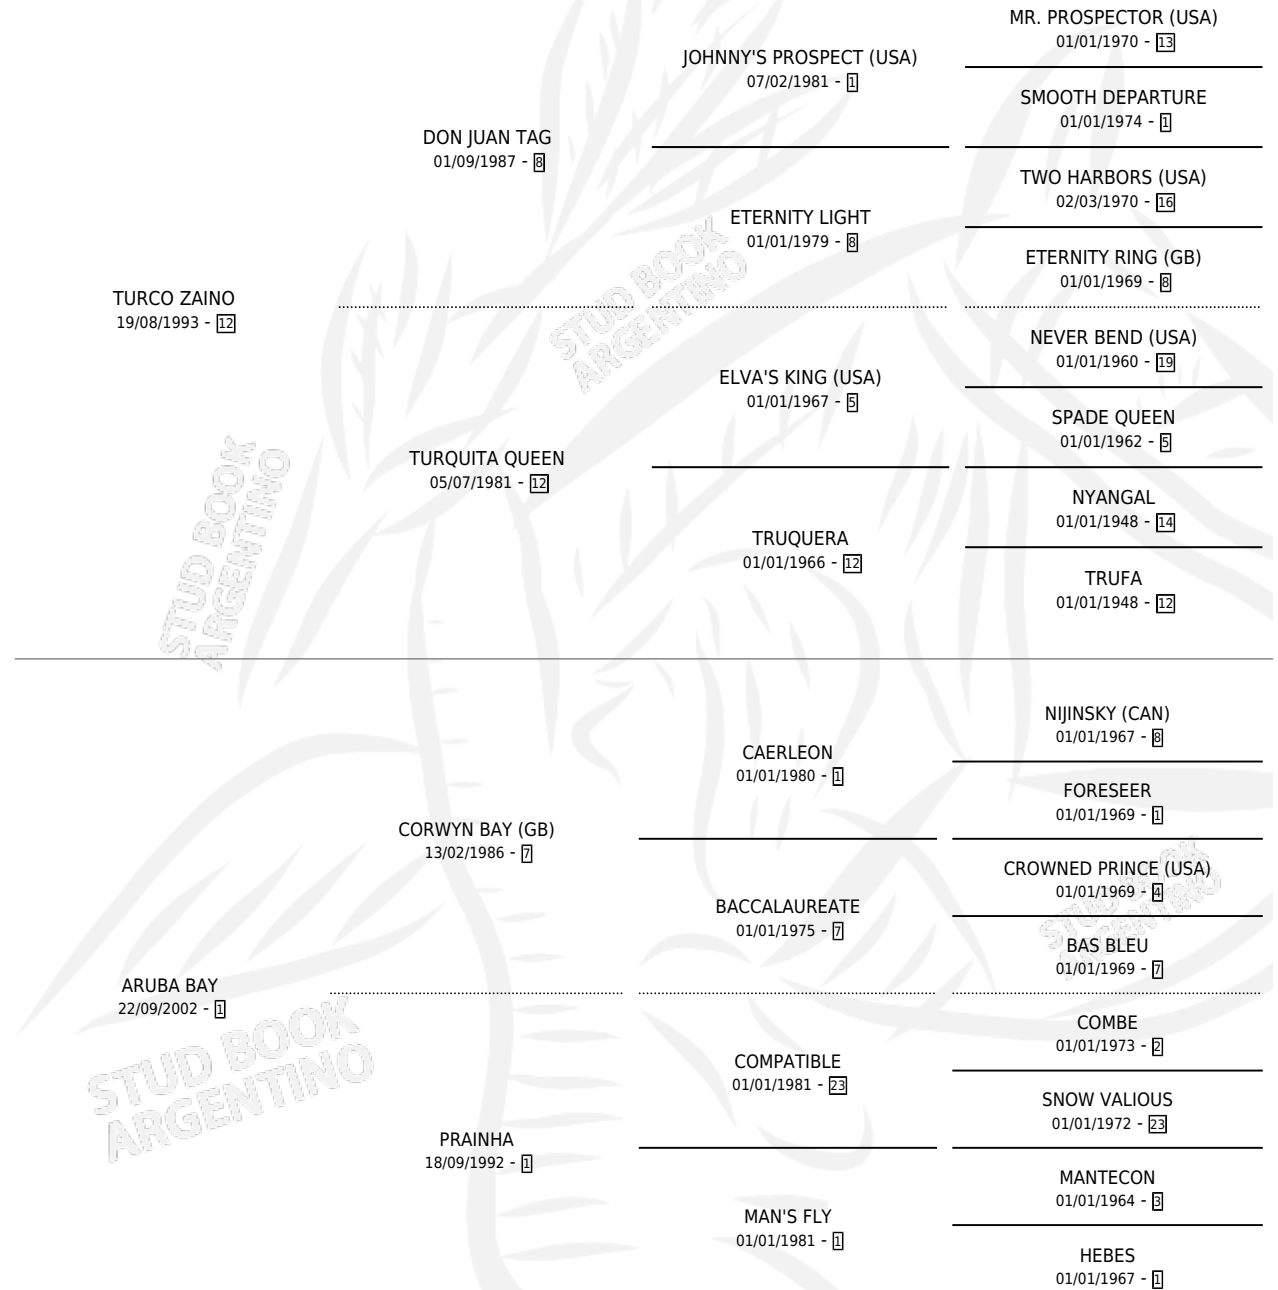 MR. PROSPECTOR (USA)
01/01/1970 - 13
JOHNNY'S PROSPECT (USA)
07/02/1981 - 1
SMOOTH DEPARTURE
01/01/1974 - 1
DON JUAN TAG
01/09/1987 - 8
TWO HARBORS (USA)
02/03/1970 - 16
ETERNITY LIGHT
01/01/1979 - 8
ETERNITY RING (GB)
01/01/1969 - 8
TURCO ZAINO
19/08/1993 - 12
NEVER BEND (USA)
01/01/1960 - 19
ELVA'S KING (USA)
01/01/1967 - 5
SPADE QUEEN
01/01/1962 - 5
TURQUITA QUEEN
05/07/1981 - 12
NYANGAL
01/01/1948 - 14
TRUQUERA
01/01/1966 - 12
TRUFA
01/01/1948 - 12
NIJINSKY (CAN)
01/01/1967 - 8
CAERLEON
01/01/1980 - 1
FORESEER
01/01/1969 - 1
CORWYN BAY (GB)
13/02/1986 - 7
CROWNED PRINCE (USA)
01/01/1969 - 4
BACCALAUREATE
01/01/1975 - 7
BAS BLEU
01/01/1969 - 7
ARUBA BAY
22/09/2002 - 1
COMBE
01/01/1973 - 2
COMPATIBLE
01/01/1981 - 23
SNOW VALIOUS
01/01/1972 - 23
PRAINHA
18/09/1992 - 1
MANTECON
01/01/1964 - 3
MAN'S FLY
01/01/1981 - 1
HEBES
01/01/1967 - 1
STUD BOOK
ARGENTINO
STUD BOOK
ARGENTINO
STUD BOOK
ARGENTINO
STUD BOOK
ARGENTINO